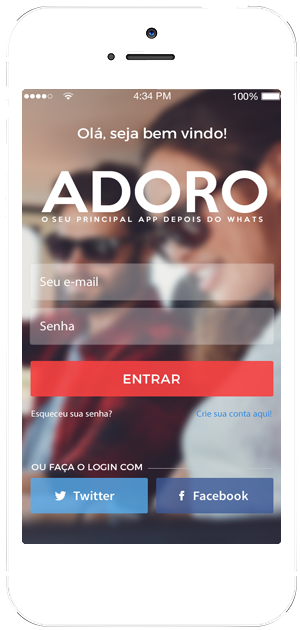 4:34 PM 100%
Olá, seja bem vindo!
ADORO
O SEU PRINCIPAL APP DEPOIS DO WHATS
Seu e-mail
Senha
ENTRAR
Esqueceu sua senha? Crie sua conta aqui!
OU FAÇA O LOGIN COM
Twitter Facebook